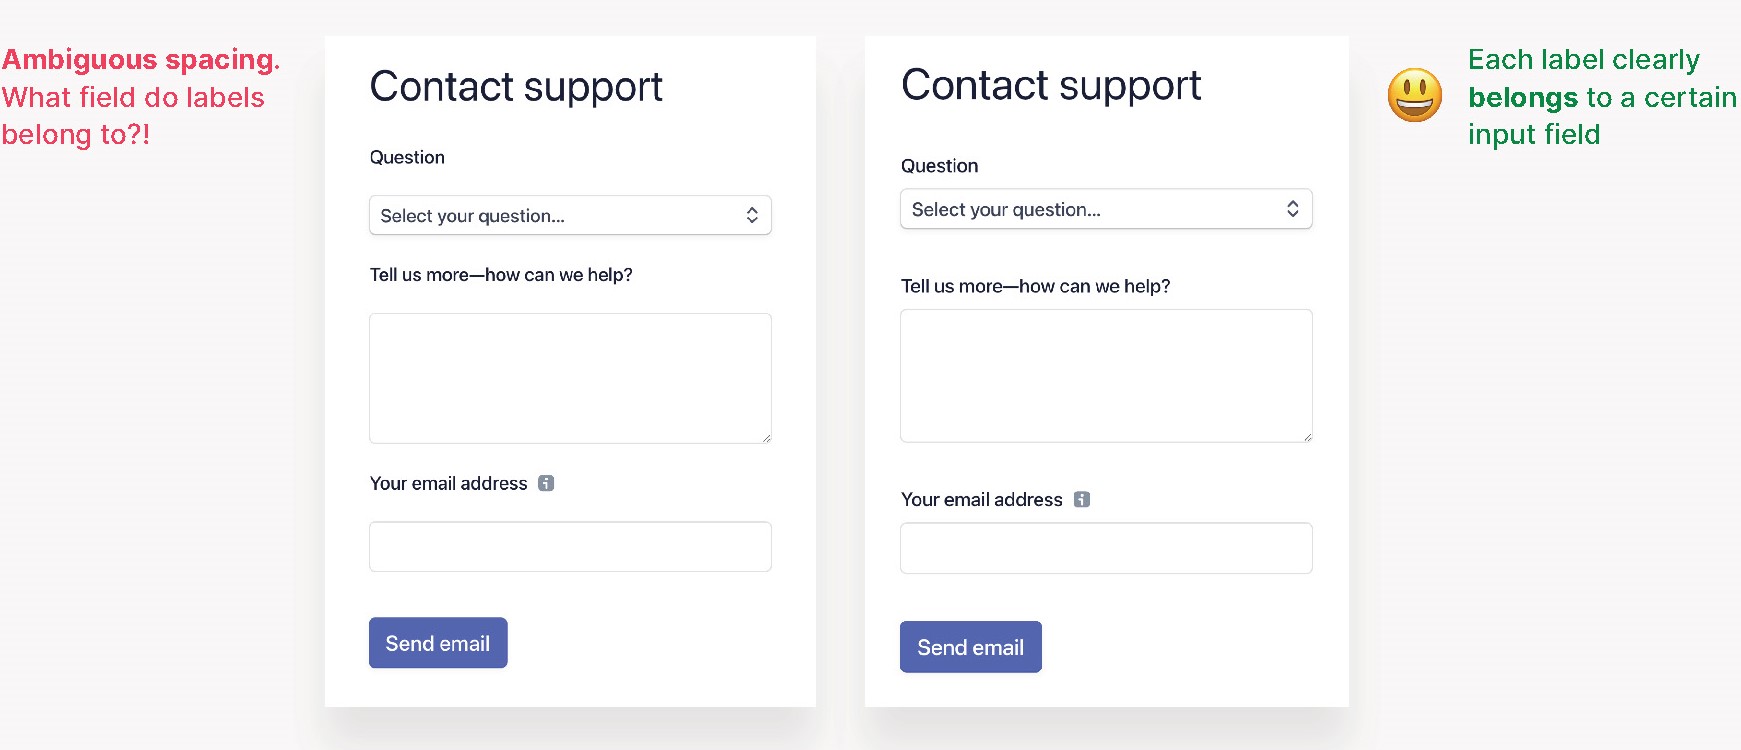 Ambiguous spacing.
What field do labels
belong to?!
Contact support
Question
Select your question...
Tell us more—how can we help?
Your email address
Send email
Contact support
Question
Select your question...
Tell us more—how can we help?
Your email address
Send email
Each label clearly
belongs to a certain
input field